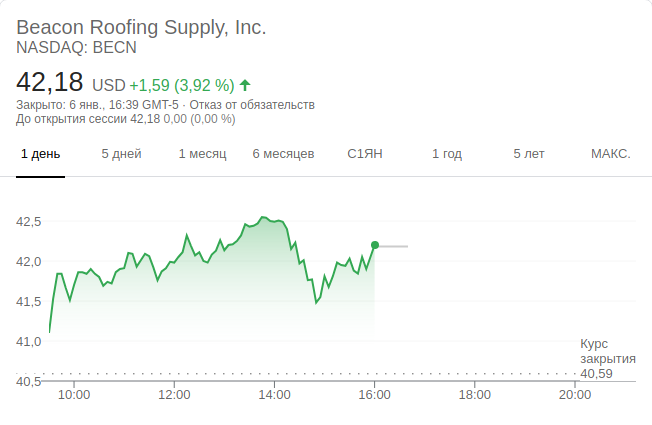 Beacon Roofing Supply, Inc.
NASDAQ: BECN
42,18 USD +1,59 (3,92 %)
Закрыто: 6 янв., 16:39 GMT-5 · Отказ от обязательств
До открытия сессии 42,18 0,00 (0,00 %)
1 день 5 дней 1 месяц 6 месяцев С1ЯН 1 год 5 лет МАКС.
42,5
42,0
41,5
41,0
Курс
закрытия
40,59
40,5
10:00 12:00 14:00 16:00 18:00 20:00